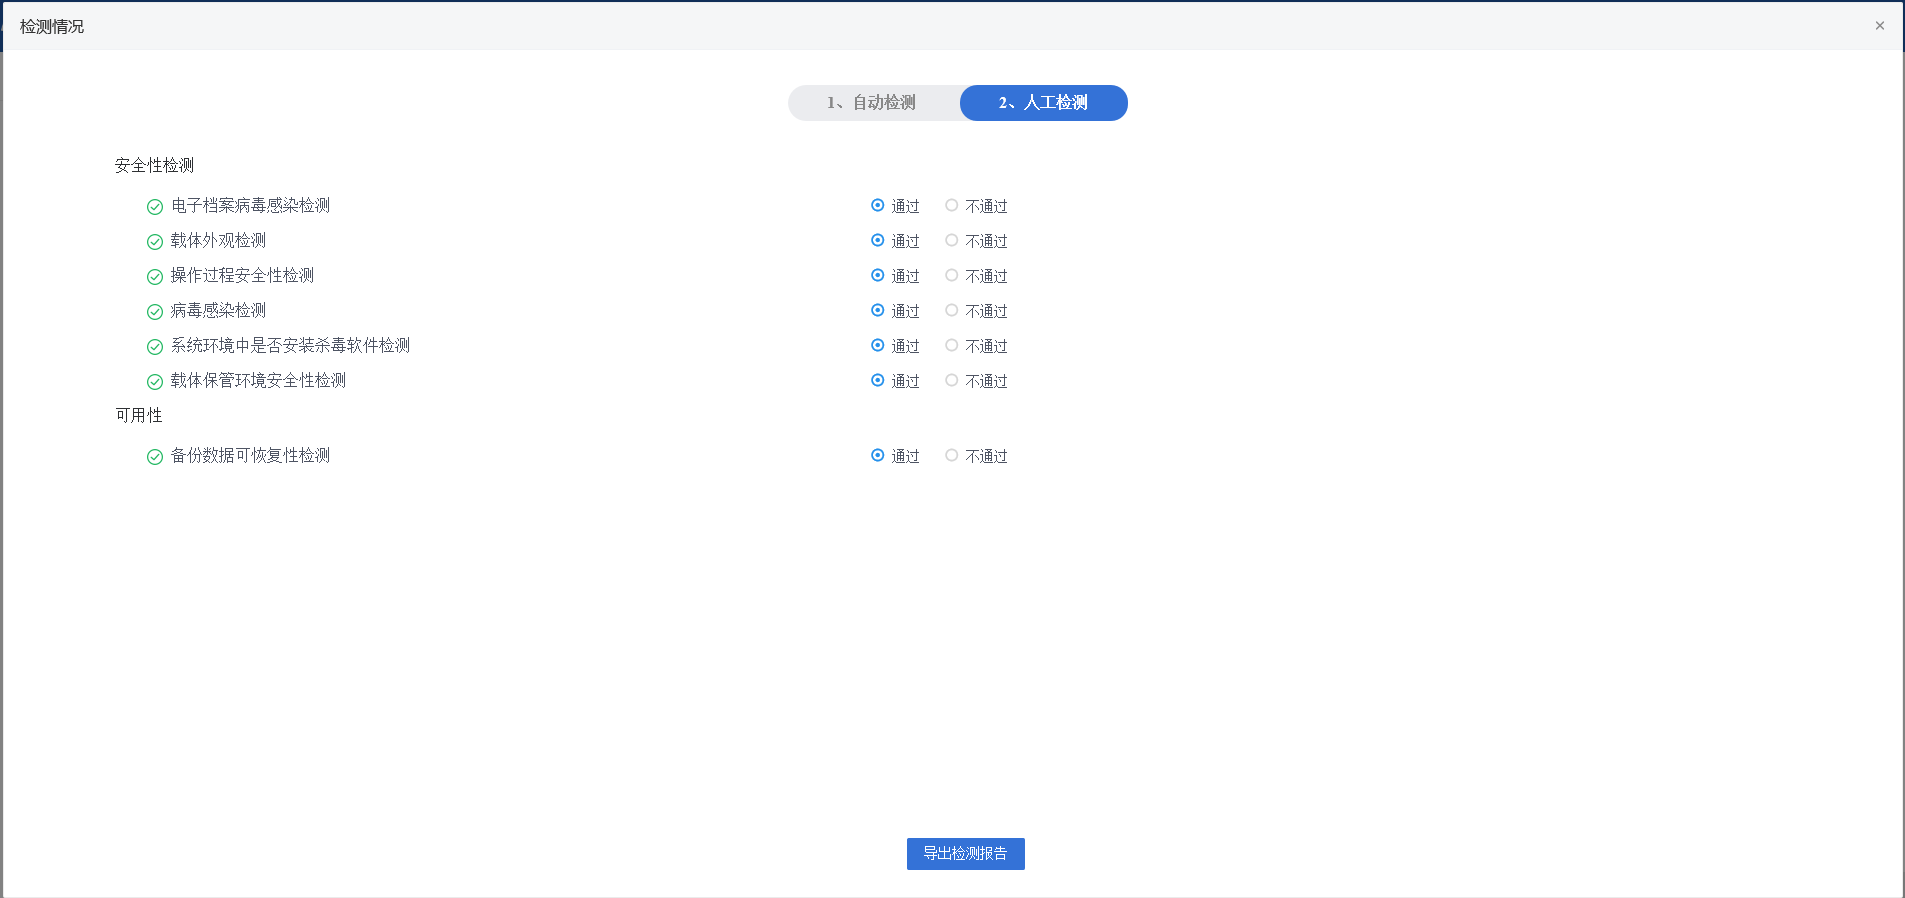 检测情况
1、自动检测 2、人工检测
安全性检测
电子档案病毒感染检测 通过 不通过
载体外观检测 通过 不通过
操作过程安全性检测 通过 不通过
病毒感染检测 通过 不通过
系统环境中是否安装杀毒软件检测 通过 不通过
载体保管环境安全性检测 通过 不通过
可用性
备份数据可恢复性检测 通过 不通过
导出检测报告